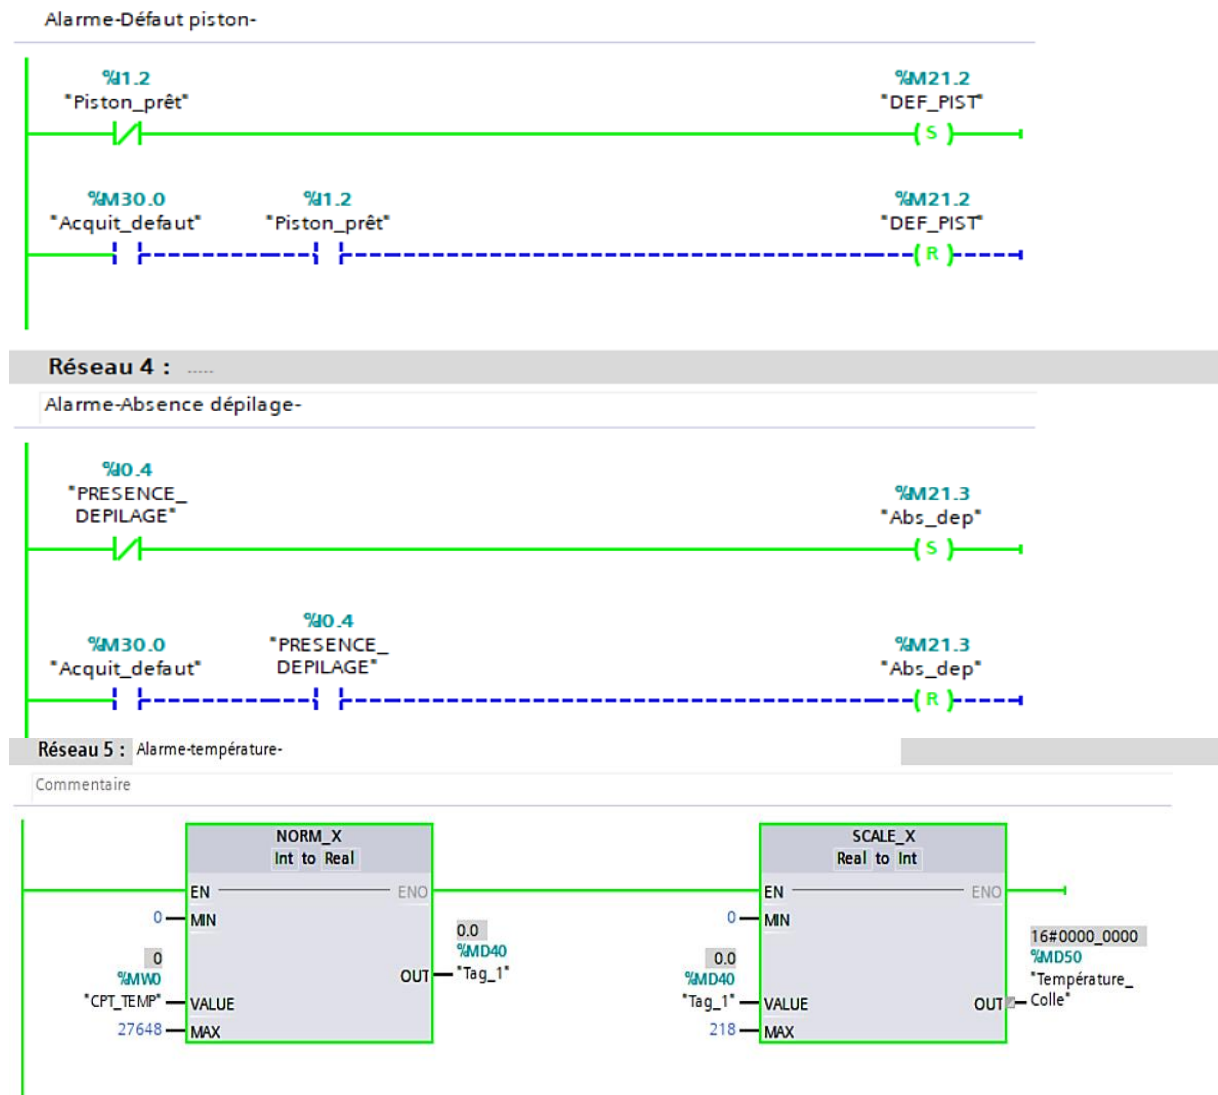 Alarme-Défaut piston-
%I1.2
"Piston_prêt"
%M21.2
"DEF_PIST"
S
%M30.0
"Acquit_defaut"
%I1.2
"Piston_prêt"
%M21.2
"DEF_PIST"
R
Réseau 4 : .....
Alarme-Absence dépilage-
%I0.4
"PRESENCE_
DEPILAGE"
%M21.3
"Abs_dep"
S
%M30.0
"Acquit_defaut"
%I0.4
"PRESENCE_
DEPILAGE"
%M21.3
"Abs_dep"
R
Réseau 5 : Alarme-température-
Commentaire
NORM_X
Int to Real
EN
ENO
0
MIN
0
%MW0
"CPT_TEMP"
VALUE
27648
MAX
OUT
0.0
%MD40
"Tag_1"
SCALE_X
Real to Int
EN
ENO
0
MIN
0.0
%MD40
"Tag_1"
VALUE
218
MAX
OUT
16#0000_0000
%MD50
"Température_
Colle"